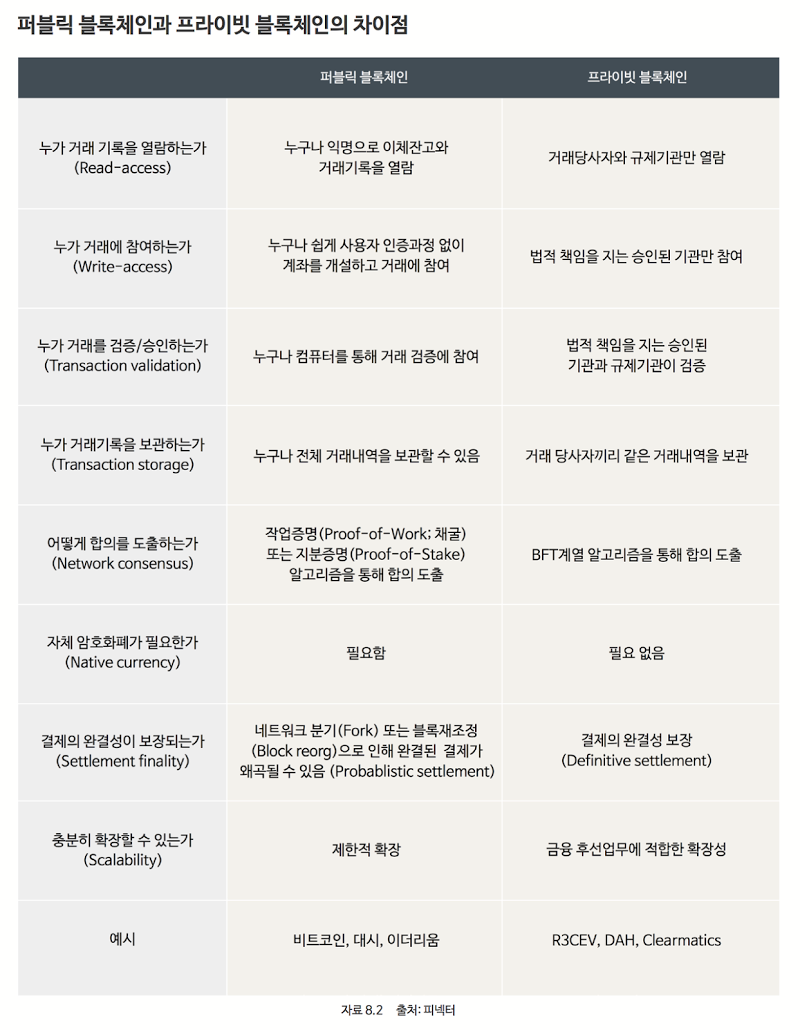 퍼블릭 블록체인과 프라이빗 블록체인의 차이점
퍼블릭 블록체인
프라이빗 블록체인
누가 거래 기록을 열람하는가
(Read-access)
누구나 익명으로 이체잔고와
거래기록을 열람
거래당사자와 규제기관만 열람
누가 거래에 참여하는가
(Write-access)
누구나 쉽게 사용자 인증과정 없이
계좌를 개설하고 거래에 참여
법적 책임을 지는 승인된 기관만 참여
누가 거래를 검증/승인하는가
(Transaction validation)
누구나 컴퓨터를 통해 거래 검증에 참여
법적 책임을 지는 승인된
기관과 규제기관이 검증
누가 거래기록을 보관하는가
(Transaction storage)
누구나 전체 거래내역을 보관할 수 있음
거래 당사자끼리 같은 거래내역을 보관
어떻게 합의를 도출하는가
(Network consensus)
작업증명(Proof-of-Work; 채굴)
또는 지분증명(Proof-of-Stake)
알고리즘을 통해 합의 도출
BFT계열 알고리즘을 통해 합의 도출
자체 암호화폐가 필요한가
(Native currency)
필요함
필요 없음
결제의 완결성이 보장되는가
(Settlement finality)
네트워크 분기(Fork) 또는 블록재조정
(Block reorg)으로 인해 완결된 결제가
왜곡될 수 있음 (Probablistic settlement)
결제의 완결성 보장
(Definitive settlement)
충분히 확장할 수 있는가
(Scalability)
제한적 확장
금융 후선업무에 적합한 확장성
예시
비트코인, 대시, 이더리움
R3CEV, DAH, Clearmatics
자료 8.2 출처: 피넥터